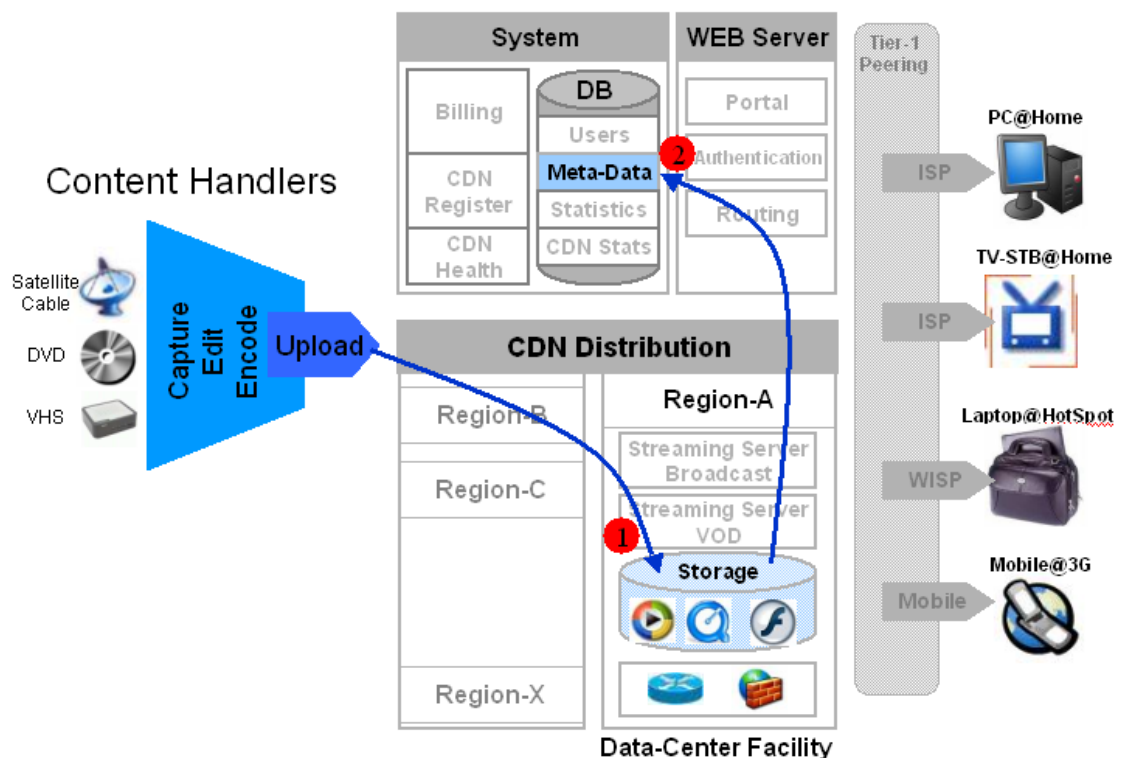 System
WEB Server
Tier-1
Peering
DB
Billing
Users
Meta-Data
Statistics
CDN Stats
CDN
Register
CDN
Health
Portal
2
Authentication
Routing
Content Handlers
Satellite
Cable
DVD
VHS
Capture
Edit
Encode
Upload
CDN Distribution
Region-B
Region-C
Region-X
Region-A
Streaming Server
Broadcast
Streaming Server
VOD
1
Storage
Data-Center Facility
PC@Home
ISP
TV-STB@Home
ISP
Laptop@HotSpot
WISP
Mobile@3G
Mobile